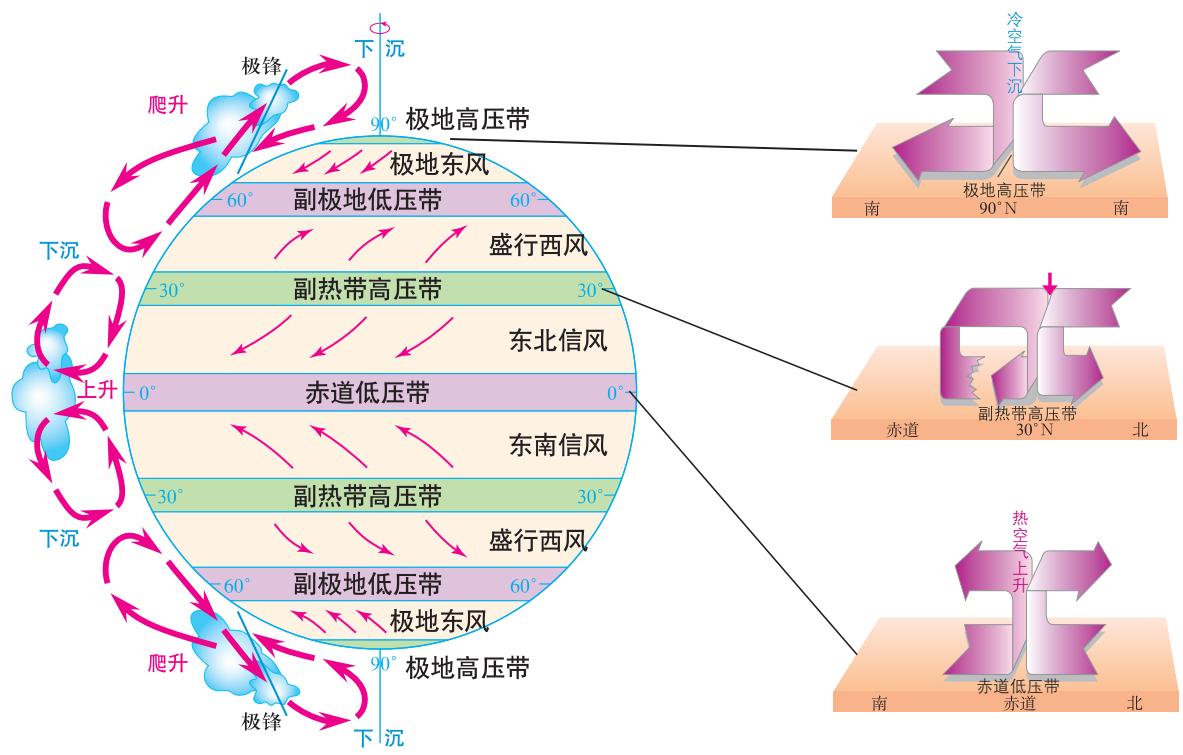 下沉
极锋
爬升
90°
极地高压带
极地东风
60°
副极地低压带
60°
盛行西风
下沉
30°
副热带高压带
30°
东北信风
上升
0°
赤道低压带
0°
东南信风
30°
副热带高压带
30°
下沉
盛行西风
60°
副极地低压带
60°
极地东风
爬升
90°
极地高压带
极锋
下沉
冷空气下沉
极地高压带
南
90°N
南
副热带高压带
赤道
30°N
北
热空气上升
赤道低压带
南
赤道
北